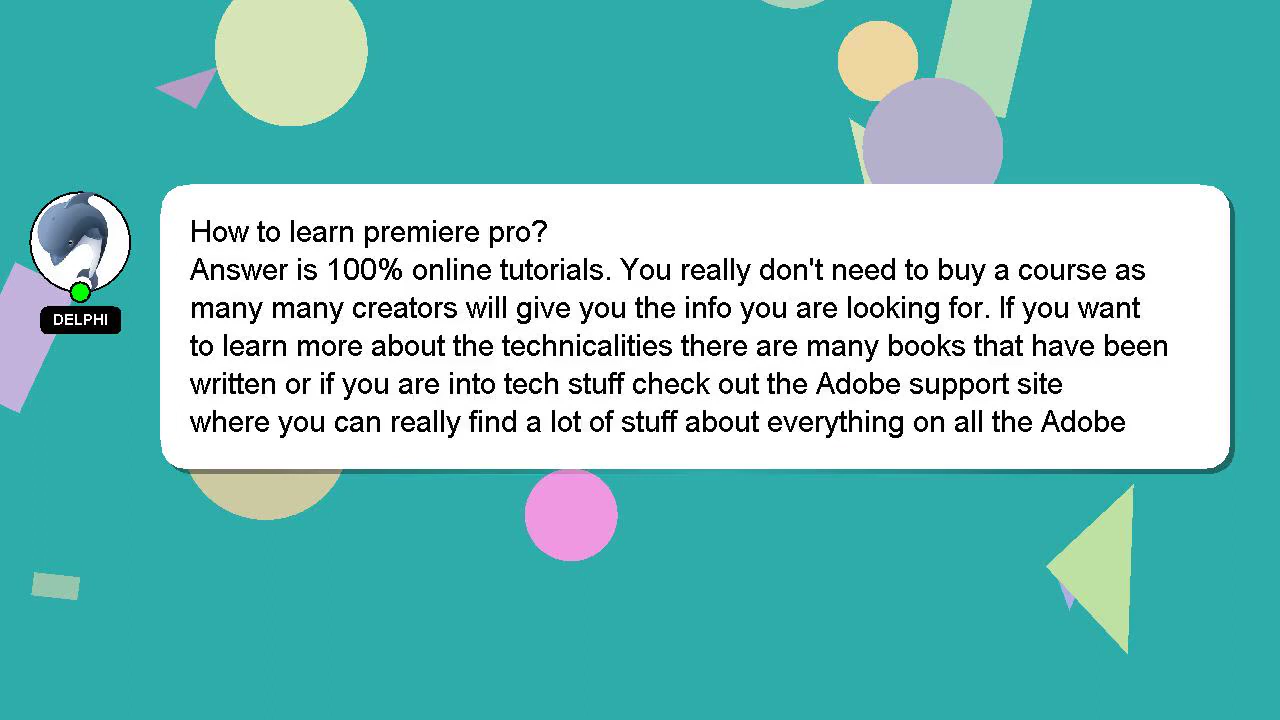 How to learn premiere pro?
Answer is 100% online tutorials. You really don't need to buy a course as
many many creators will give you the info you are looking for. If you want
to learn more about the technicalities there are many books that have been
written or if you are into tech stuff check out the Adobe support site
where you can really find a lot of stuff about everything on all the Adobe
DELPHI